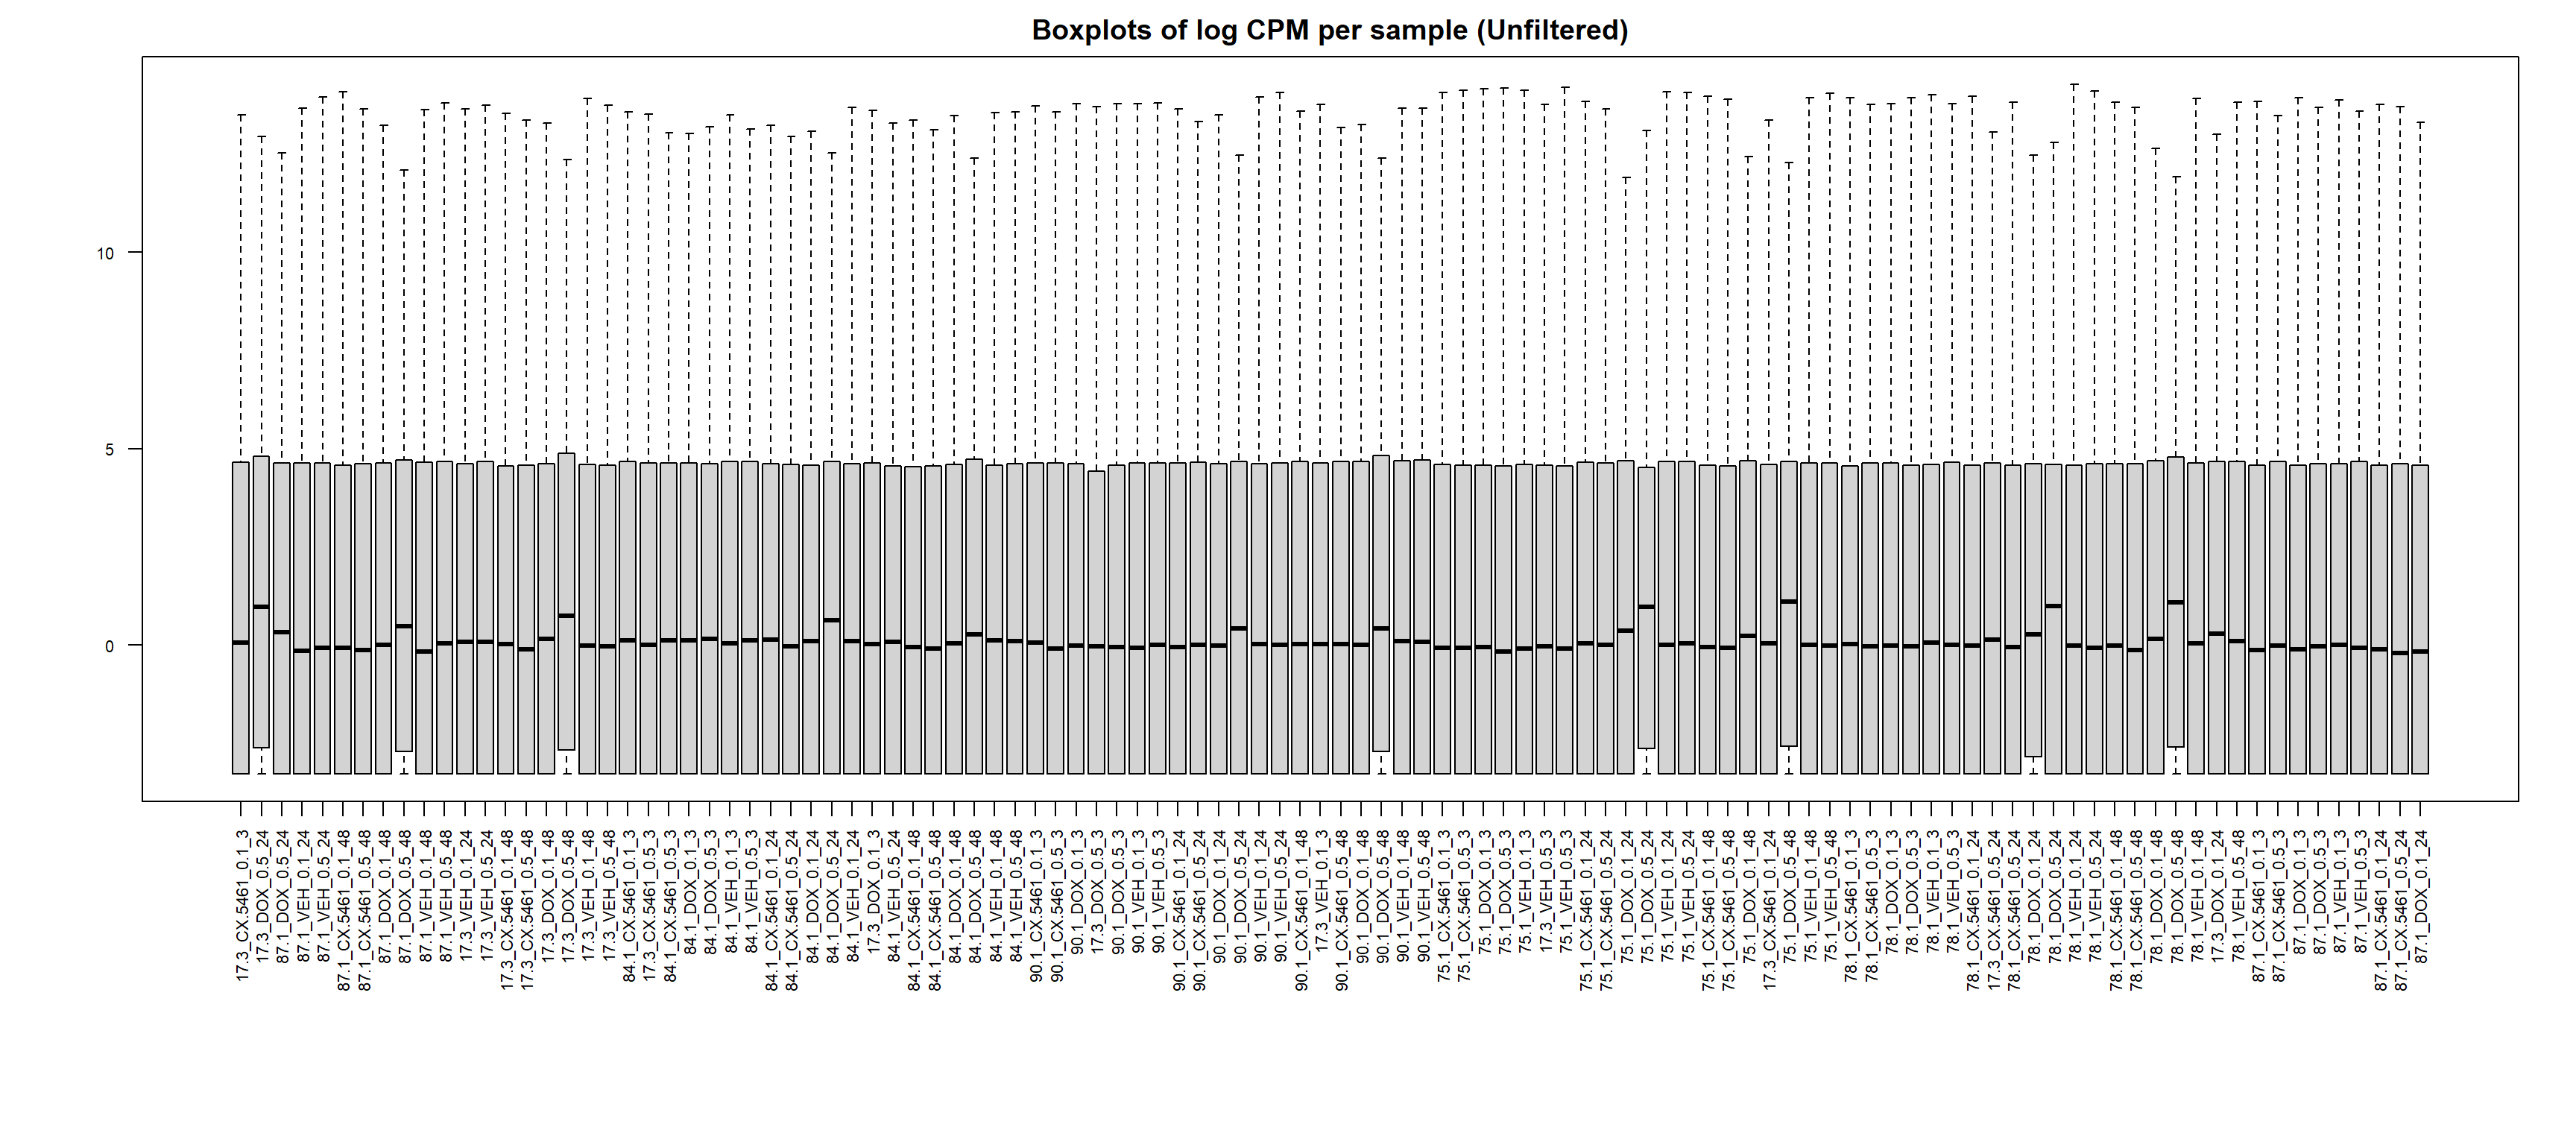 Boxplots of log CPM per sample (Unfiltered)
10
5
0
17.3_CX.5461_0.1_3
17.3_DOX_0.5_24
87.1_DOX_0.5_24
87.1_VEH_0.1_24
87.1_VEH_0.5_24
87.1_CX.5461_0.1_48
87.1_CX.5461_0.5_48
87.1_DOX_0.1_48
87.1_DOX_0.5_48
87.1_VEH_0.1_48
87.1_VEH_0.5_48
17.3_VEH_0.1_24
17.3_VEH_0.5_24
17.3_CX.5461_0.1_48
17.3_CX.5461_0.5_48
17.3_DOX_0.1_48
17.3_DOX_0.5_48
17.3_VEH_0.1_48
17.3_VEH_0.5_48
84.1_CX.5461_0.1_3
17.3_CX.5461_0.5_3
84.1_CX.5461_0.5_3
84.1_DOX_0.1_3
84.1_DOX_0.5_3
84.1_VEH_0.1_3
84.1_VEH_0.5_3
84.1_CX.5461_0.1_24
84.1_CX.5461_0.5_24
84.1_DOX_0.1_24
84.1_DOX_0.5_24
84.1_VEH_0.1_24
17.3_DOX_0.1_3
84.1_VEH_0.5_24
84.1_CX.5461_0.1_48
84.1_CX.5461_0.5_48
84.1_DOX_0.1_48
84.1_DOX_0.5_48
84.1_VEH_0.1_48
84.1_VEH_0.5_48
90.1_CX.5461_0.1_3
90.1_CX.5461_0.5_3
90.1_DOX_0.1_3
17.3_DOX_0.5_3
90.1_DOX_0.5_3
90.1_VEH_0.1_3
90.1_VEH_0.5_3
90.1_CX.5461_0.1_24
90.1_CX.5461_0.5_24
90.1_DOX_0.1_24
90.1_DOX_0.5_24
90.1_VEH_0.1_24
90.1_VEH_0.5_24
90.1_CX.5461_0.1_48
17.3_VEH_0.1_3
90.1_CX.5461_0.5_48
90.1_DOX_0.1_48
90.1_DOX_0.5_48
90.1_VEH_0.1_48
90.1_VEH_0.5_48
75.1_CX.5461_0.1_3
75.1_CX.5461_0.5_3
75.1_DOX_0.1_3
75.1_DOX_0.5_3
75.1_VEH_0.1_3
17.3_VEH_0.5_3
75.1_VEH_0.5_3
75.1_CX.5461_0.1_24
75.1_CX.5461_0.5_24
75.1_DOX_0.1_24
75.1_DOX_0.5_24
75.1_VEH_0.1_24
75.1_VEH_0.5_24
75.1_CX.5461_0.1_48
75.1_CX.5461_0.5_48
75.1_DOX_0.1_48
17.3_CX.5461_0.1_24
75.1_DOX_0.5_48
75.1_VEH_0.1_48
75.1_VEH_0.5_48
78.1_CX.5461_0.1_3
78.1_CX.5461_0.5_3
78.1_DOX_0.1_3
78.1_DOX_0.5_3
78.1_VEH_0.1_3
78.1_VEH_0.5_3
78.1_CX.5461_0.1_24
17.3_CX.5461_0.5_24
78.1_CX.5461_0.5_24
78.1_DOX_0.1_24
78.1_DOX_0.5_24
78.1_VEH_0.1_24
78.1_VEH_0.5_24
78.1_CX.5461_0.1_48
78.1_CX.5461_0.5_48
78.1_DOX_0.1_48
78.1_DOX_0.5_48
78.1_VEH_0.1_48
17.3_DOX_0.1_24
78.1_VEH_0.5_48
87.1_CX.5461_0.1_3
87.1_CX.5461_0.5_3
87.1_DOX_0.1_3
87.1_DOX_0.5_3
87.1_VEH_0.1_3
87.1_VEH_0.5_3
87.1_CX.5461_0.1_24
87.1_CX.5461_0.5_24
87.1_DOX_0.1_24